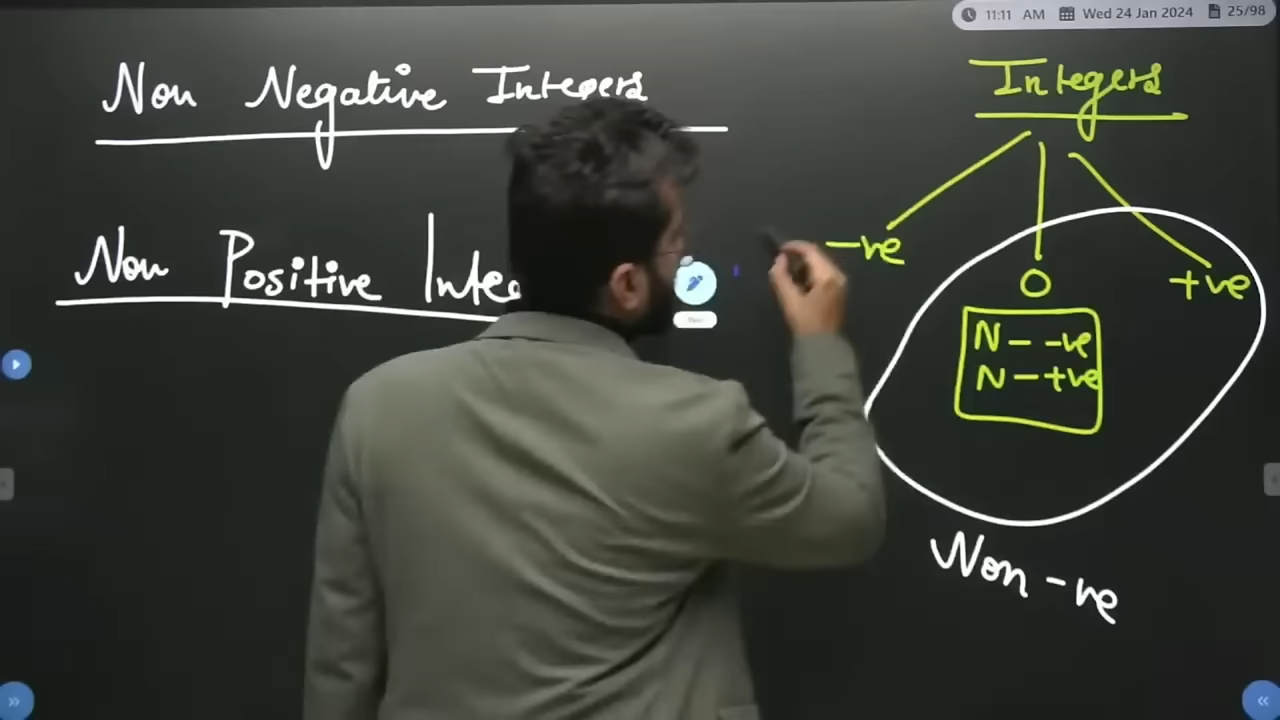 11:11 AM Wed 24 Jan 2024 25/98
Non Negative Integers
Non Positive Inte
Integers
-ve
0
+ve
N - -ve
N - +ve
Non -ve